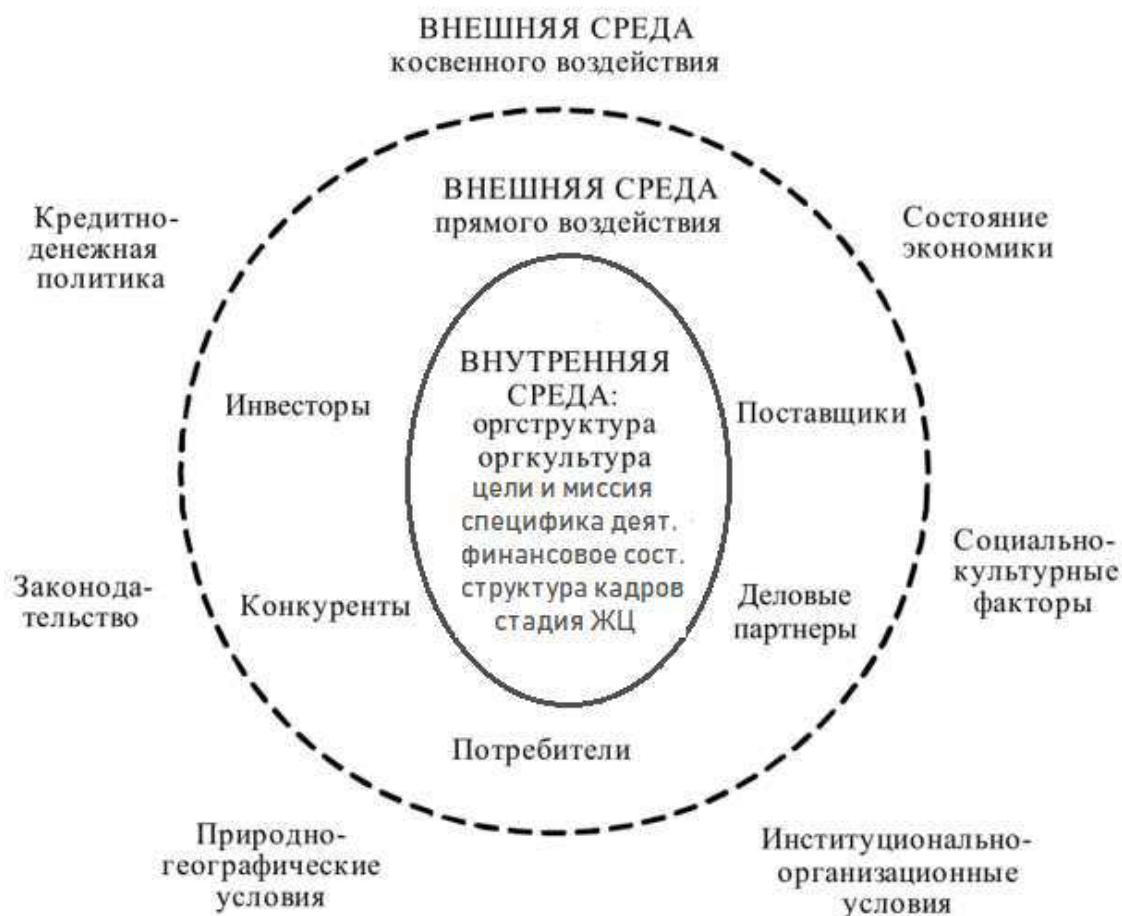 ВНЕШНЯЯ СРЕДА
косвенного воздействия
ВНЕШНЯЯ СРЕДА
прямого воздействия
Кредитно-
денежная
политика
Состояние
экономики
ВНУТРЕННЯЯ
СРЕДА:
оргструктура
оргкультура
цели и миссия
специфика деят.
финансовое сост.
структура кадров
стадия ЖЦ
Инвесторы
Поставщики
Законода-
тельство
Конкуренты
Деловые
партнеры
Социально-
культурные
факторы
Потребители
Природно-
географические
условия
Институционально-
организационные
условия